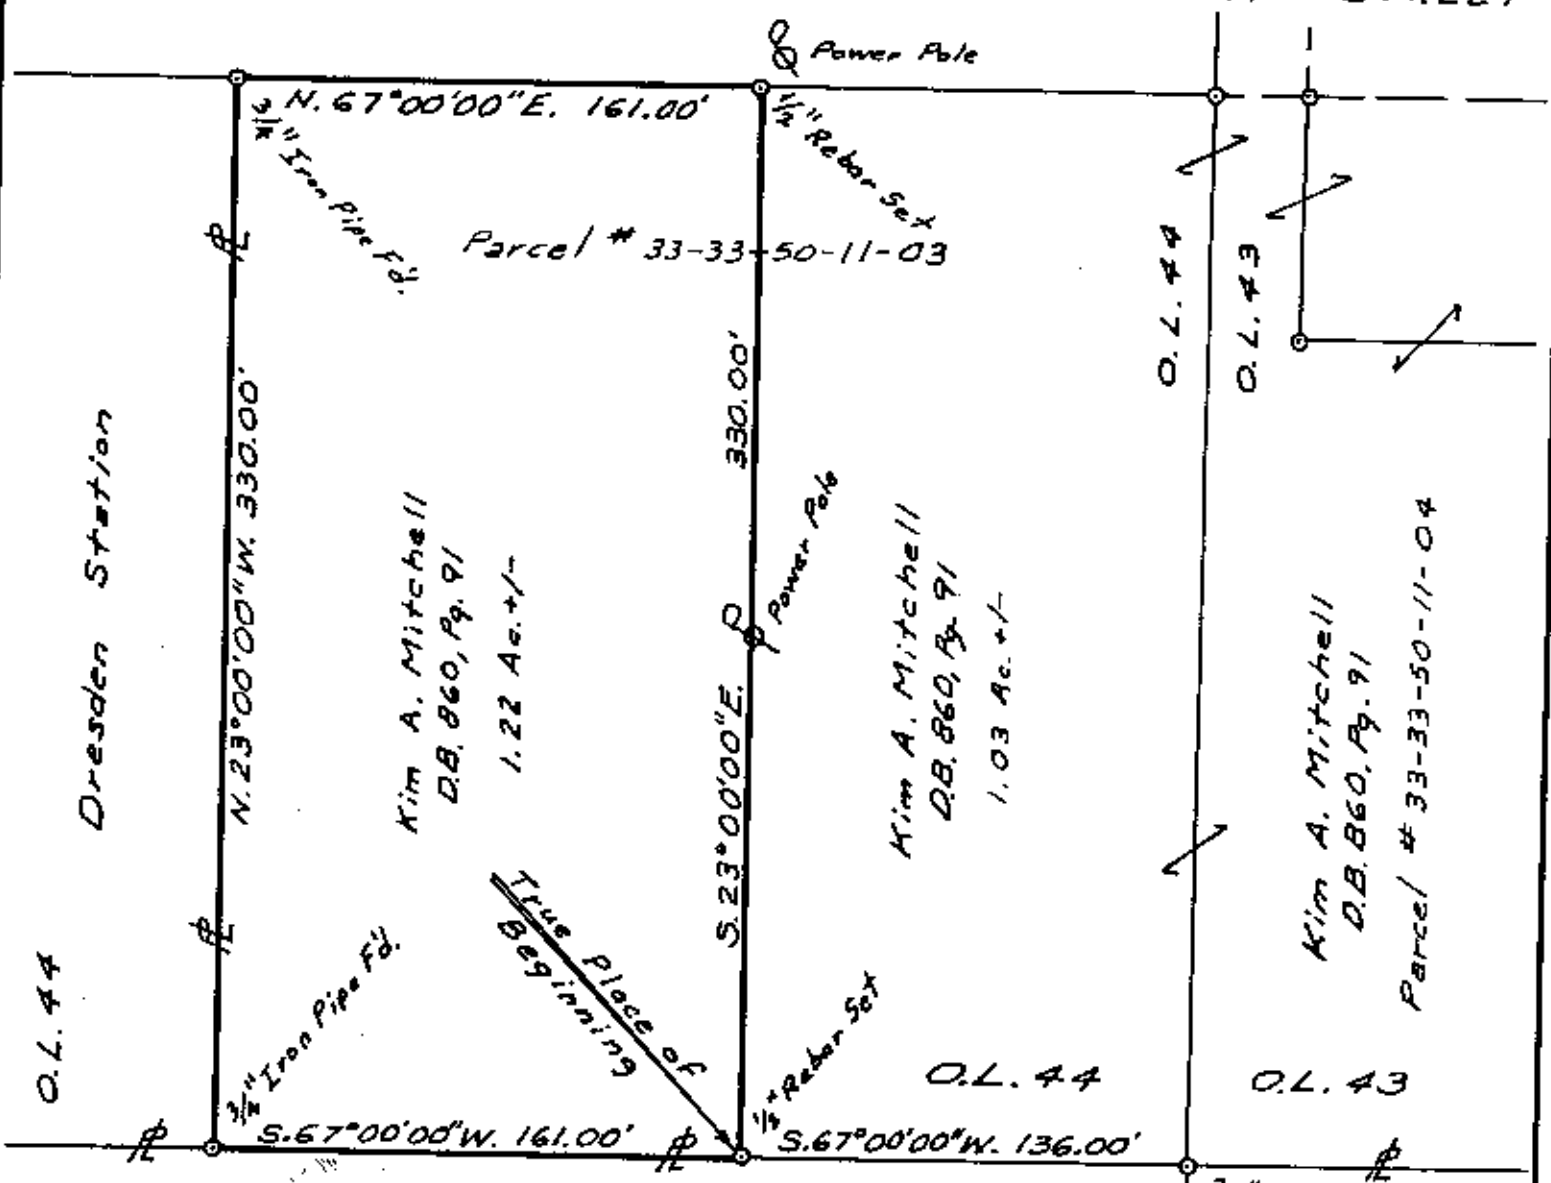 Power Pole
N. 67°00'00"E. 161.00'
3/4" Iron Pipe F'd.
1/2" Rebar Set
Parcel # 33-33-50-11-03
O.L. 44
O.L. 43
330.00'
N. 23°00'00"W. 330.00'
Dresden Station
Kim A. Mitchell
D.B. 860, Pg. 91
1.22 Ac. +/-
Power Pole
S. 23°00'00"E.
Kim A. Mitchell
D.B. 860, Pg. 91
1.03 Ac. +/-
Kim A. Mitchell
D.B. 860, Pg. 91
Parcel # 33-33-50-11-04
True Place of
Beginning
O.L. 44
3/4" Iron Pipe F'd.
Rebar Set
O.L. 44
O.L. 43
S. 67°00'00"W. 161.00'
S. 67°00'00"W. 136.00'